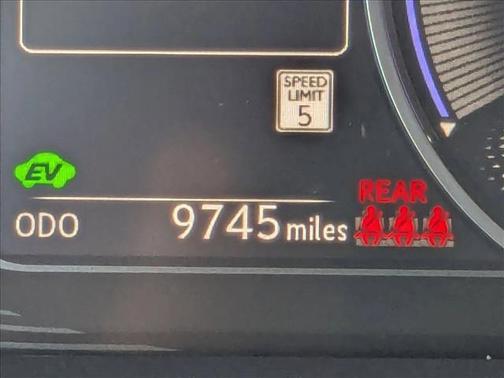 SPEED
LIMIT
5
EV
REAR
ODO 9745 miles